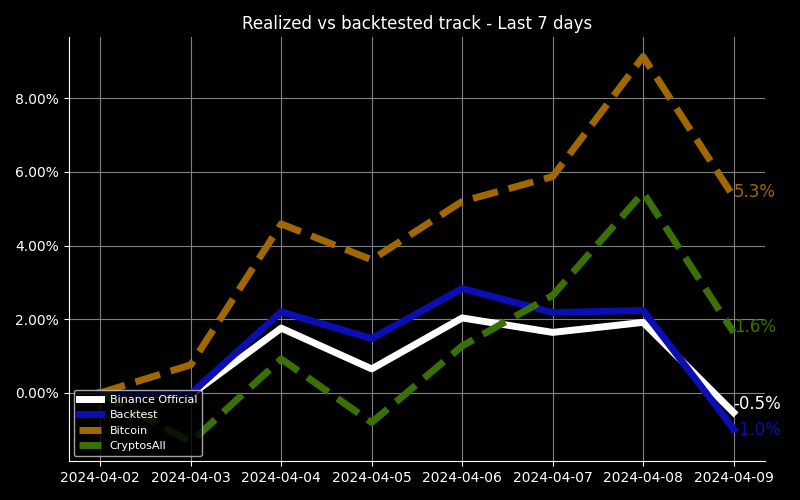 Realized vs backtested track - Last 7 days
8.00%
6.00%
4.00%
2.00%
0.00%
5.3%
1.6%
-0.5%
-1.0%
Binance Official
Backtest
Bitcoin
CryptosAll
2024-04-02 2024-04-03 2024-04-04 2024-04-05 2024-04-06 2024-04-07 2024-04-08 2024-04-09